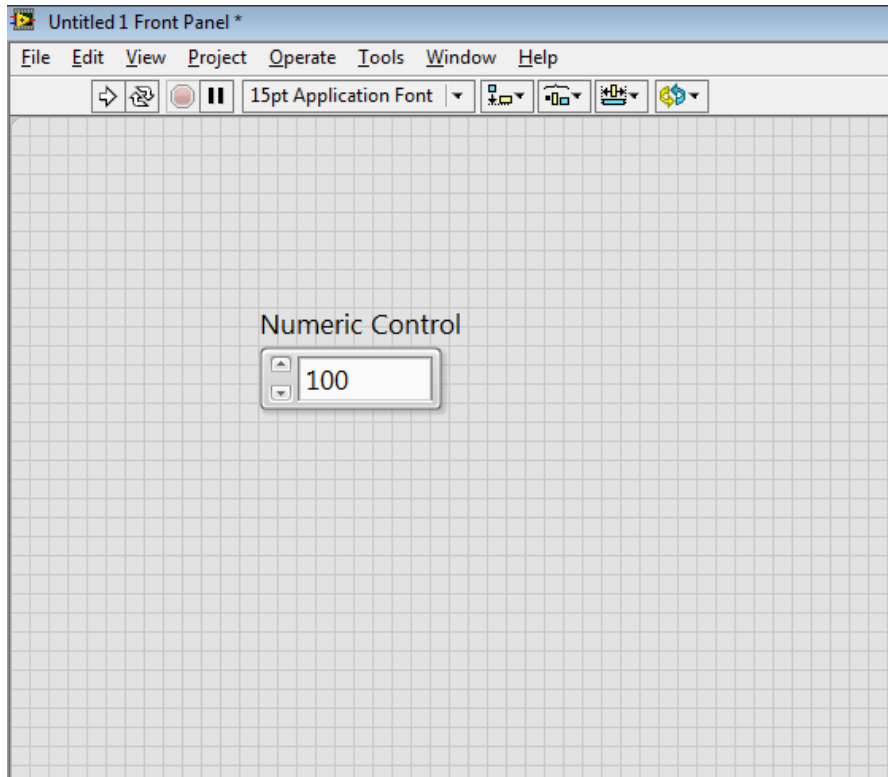 Untitled 1 Front Panel *
File Edit View Project Operate Tools Window Help
15pt Application Font
Numeric Control
100